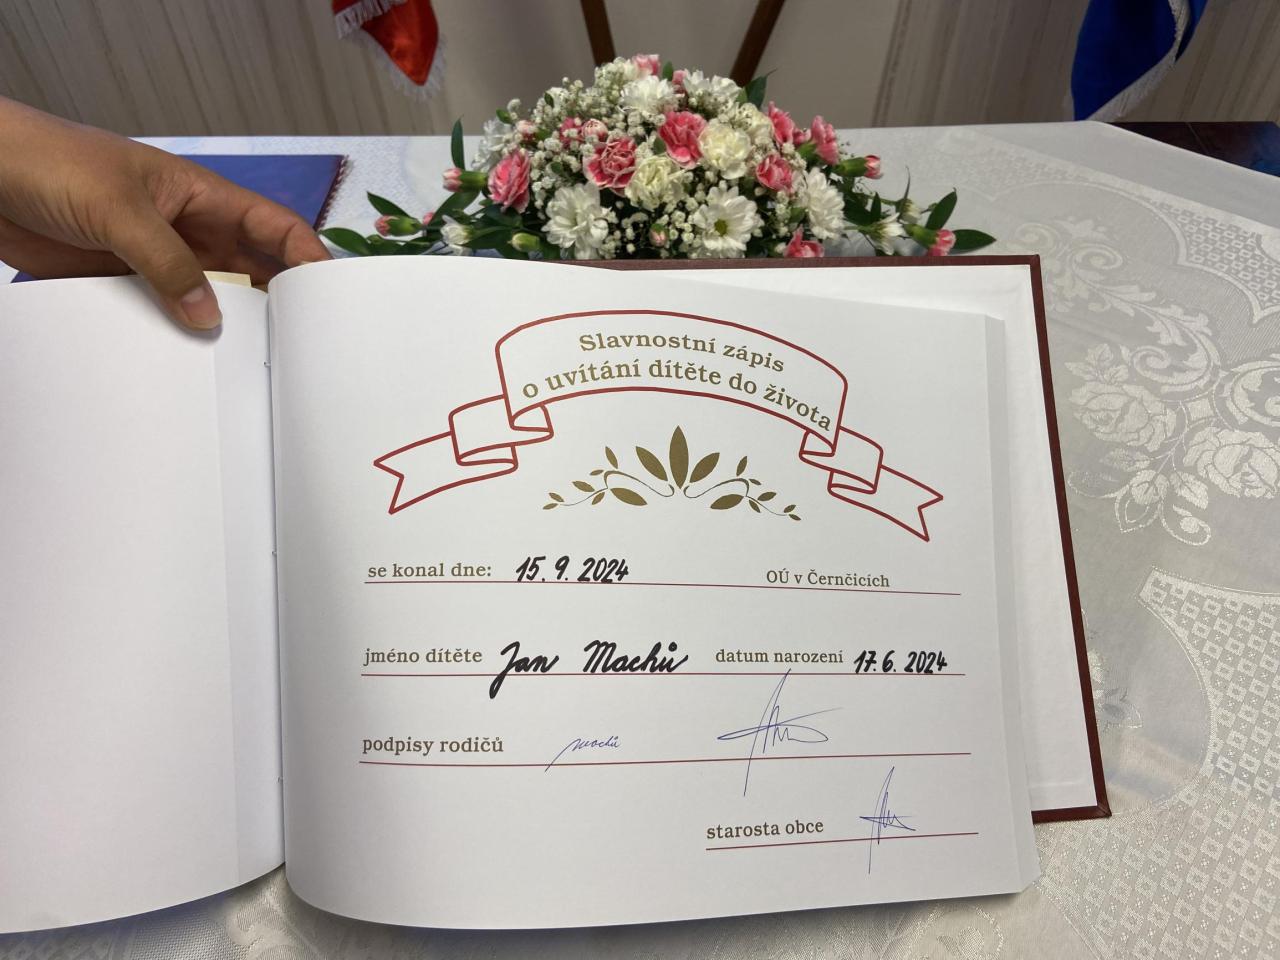 Slavnostní zápis
o uvítání dítěte do života
se konal dne: 15. 9. 2024 OÚ v Černčicích
jméno dítěte Jan Machů datum narození 17. 6. 2024
podpisy rodičů Machů
starosta obce